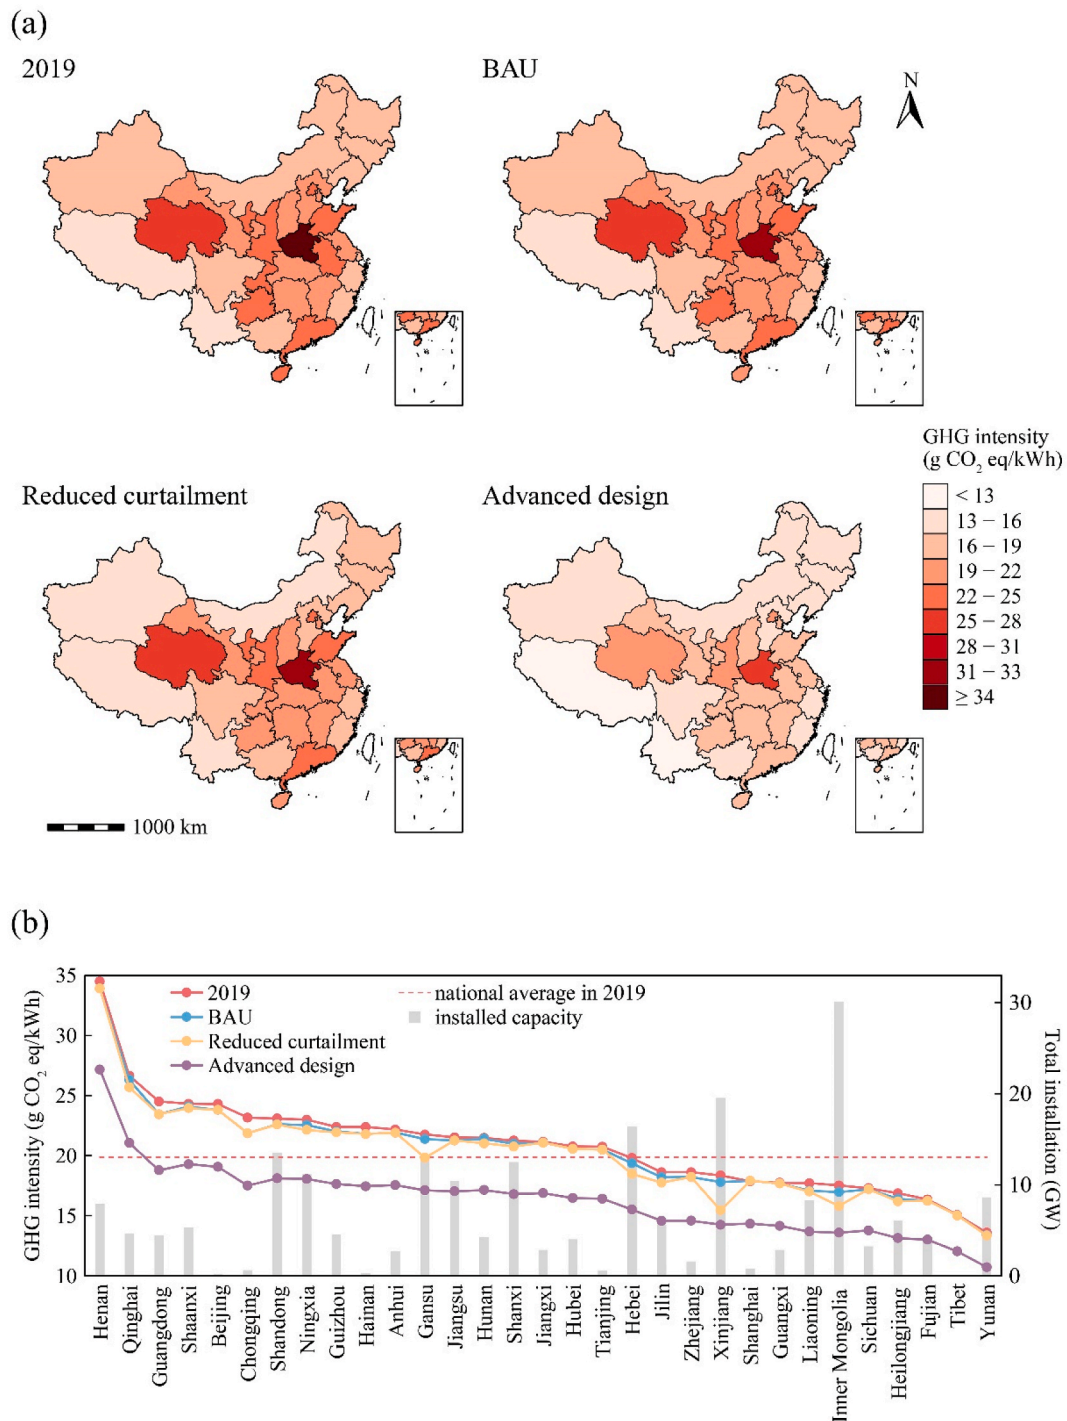 (a)
2019
BAU
N
GHG intensity
(g CO₂ eq/kWh)
< 13
13 – 16
16 – 19
19 – 22
22 – 25
25 – 28
28 – 31
31 – 33
≥ 34
Reduced curtailment
Advanced design
1000 km
(b)
GHG intensity (g CO₂ eq/kWh)
35
30
25
20
15
10
2019
BAU
Reduced curtailment
Advanced design
national average in 2019
installed capacity
30
20
10
0
Total installation (GW)
Henan
Qinghai
Guangdong
Shaanxi
Beijing
Chongqing
Shandong
Ningxia
Guizhou
Hainan
Anhui
Gansu
Jiangsu
Hunan
Shanxi
Jiangxi
Hubei
Tianjing
Hebei
Jilin
Zhejiang
Xinjiang
Shanghai
Guangxi
Liaoning
Inner Mongolia
Sichuan
Heilongjiang
Fujian
Tibet
Yunan